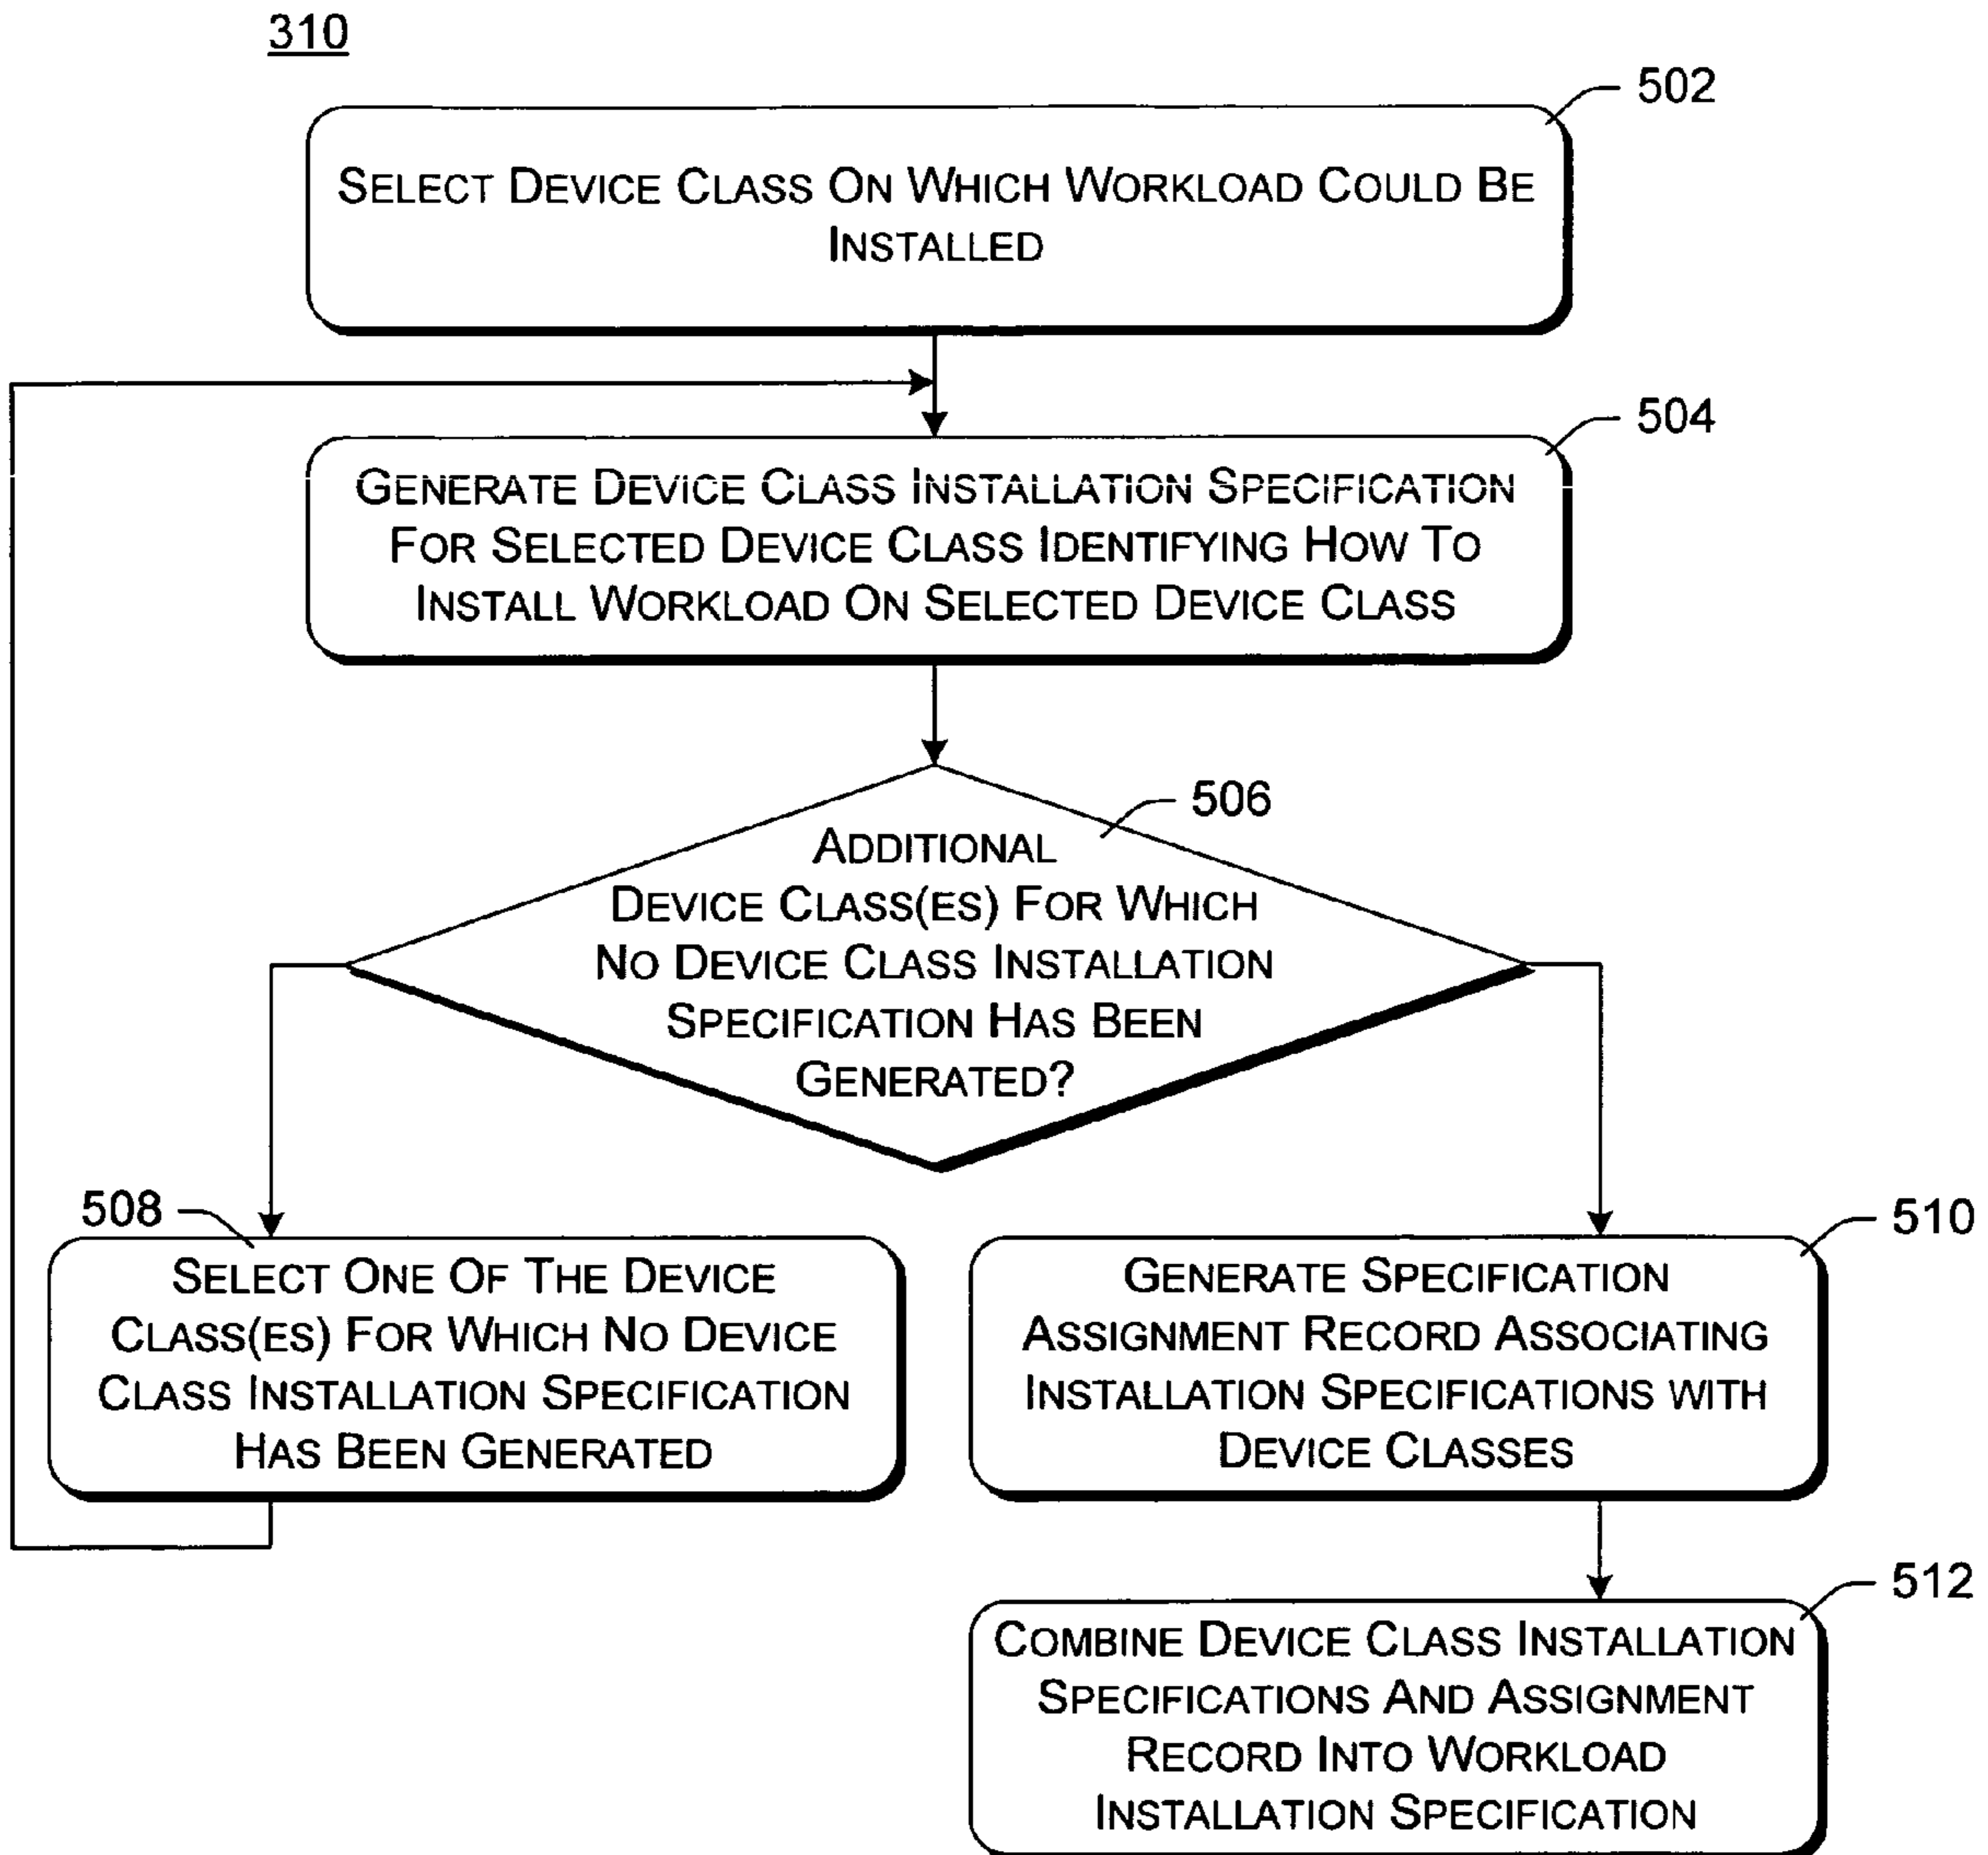 310
502
SELECT DEVICE CLASS ON WHICH WORKLOAD COULD BE
INSTALLED
504
GENERATE DEVICE CLASS INSTALLATION SPECIFICATION
FOR SELECTED DEVICE CLASS IDENTIFYING HOW TO
INSTALL WORKLOAD ON SELECTED DEVICE CLASS
506
ADDITIONAL
DEVICE CLASS(ES) FOR WHICH
NO DEVICE CLASS INSTALLATION
SPECIFICATION HAS BEEN
GENERATED?
508
SELECT ONE OF THE DEVICE
CLASS(ES) FOR WHICH NO DEVICE
CLASS INSTALLATION SPECIFICATION
HAS BEEN GENERATED
510
GENERATE SPECIFICATION
ASSIGNMENT RECORD ASSOCIATING
INSTALLATION SPECIFICATIONS WITH
DEVICE CLASSES
512
COMBINE DEVICE CLASS INSTALLATION
SPECIFICATIONS AND ASSIGNMENT
RECORD INTO WORKLOAD
INSTALLATION SPECIFICATION